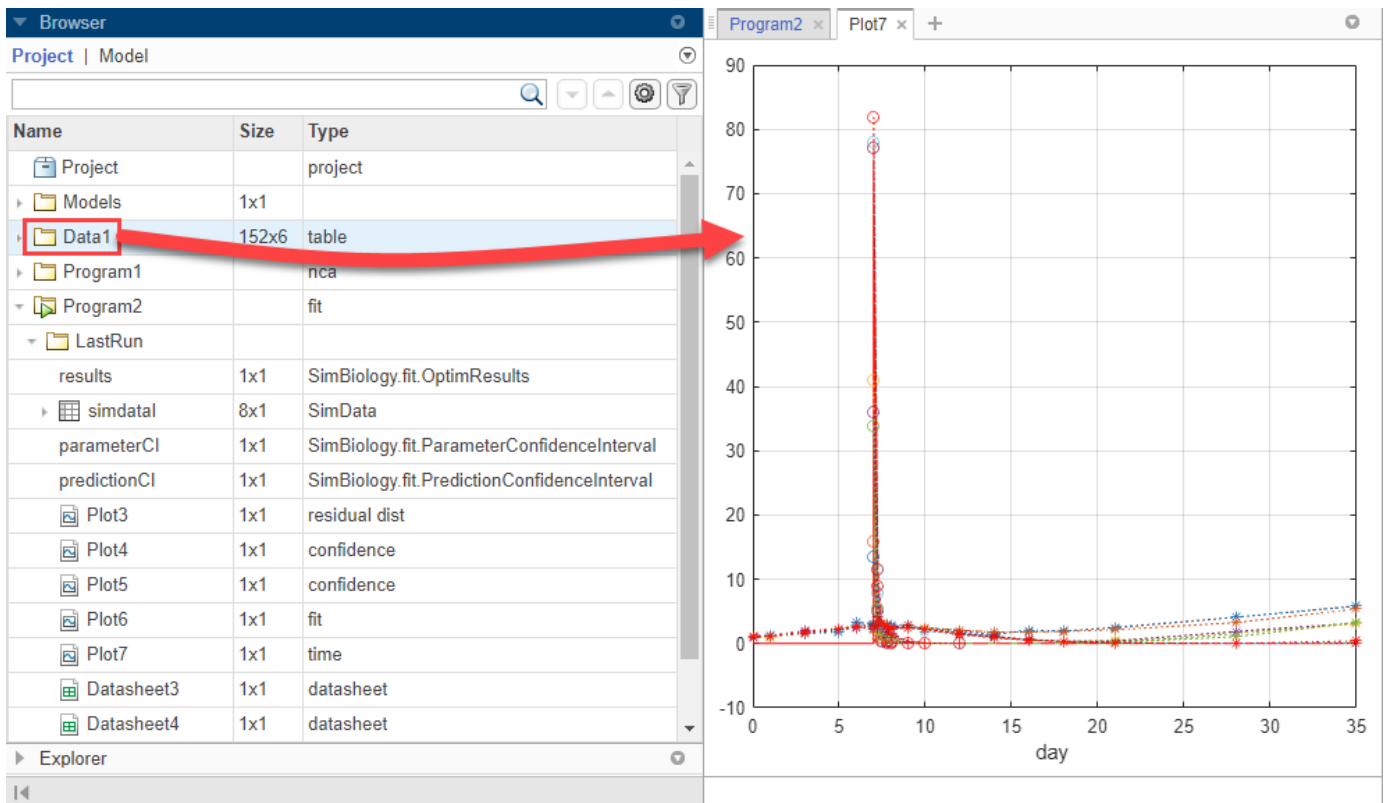 Browser
Project | Model
Name Size Type
Project project
Models 1x1
Data1 152x6 table
Program1 nca
Program2 fit
LastRun
results 1x1 SimBiology.fit.OptimResults
simdataI 8x1 SimData
parameterCI 1x1 SimBiology.fit.ParameterConfidenceInterval
predictionCI 1x1 SimBiology.fit.PredictionConfidenceInterval
Plot3 1x1 residual dist
Plot4 1x1 confidence
Plot5 1x1 confidence
Plot6 1x1 fit
Plot7 1x1 time
Datasheet3 1x1 datasheet
Datasheet4 1x1 datasheet
Explorer
Program2 × Plot7 × +
90
80
70
60
50
40
30
20
10
0
-10
0 5 10 15 20 25 30 35
day